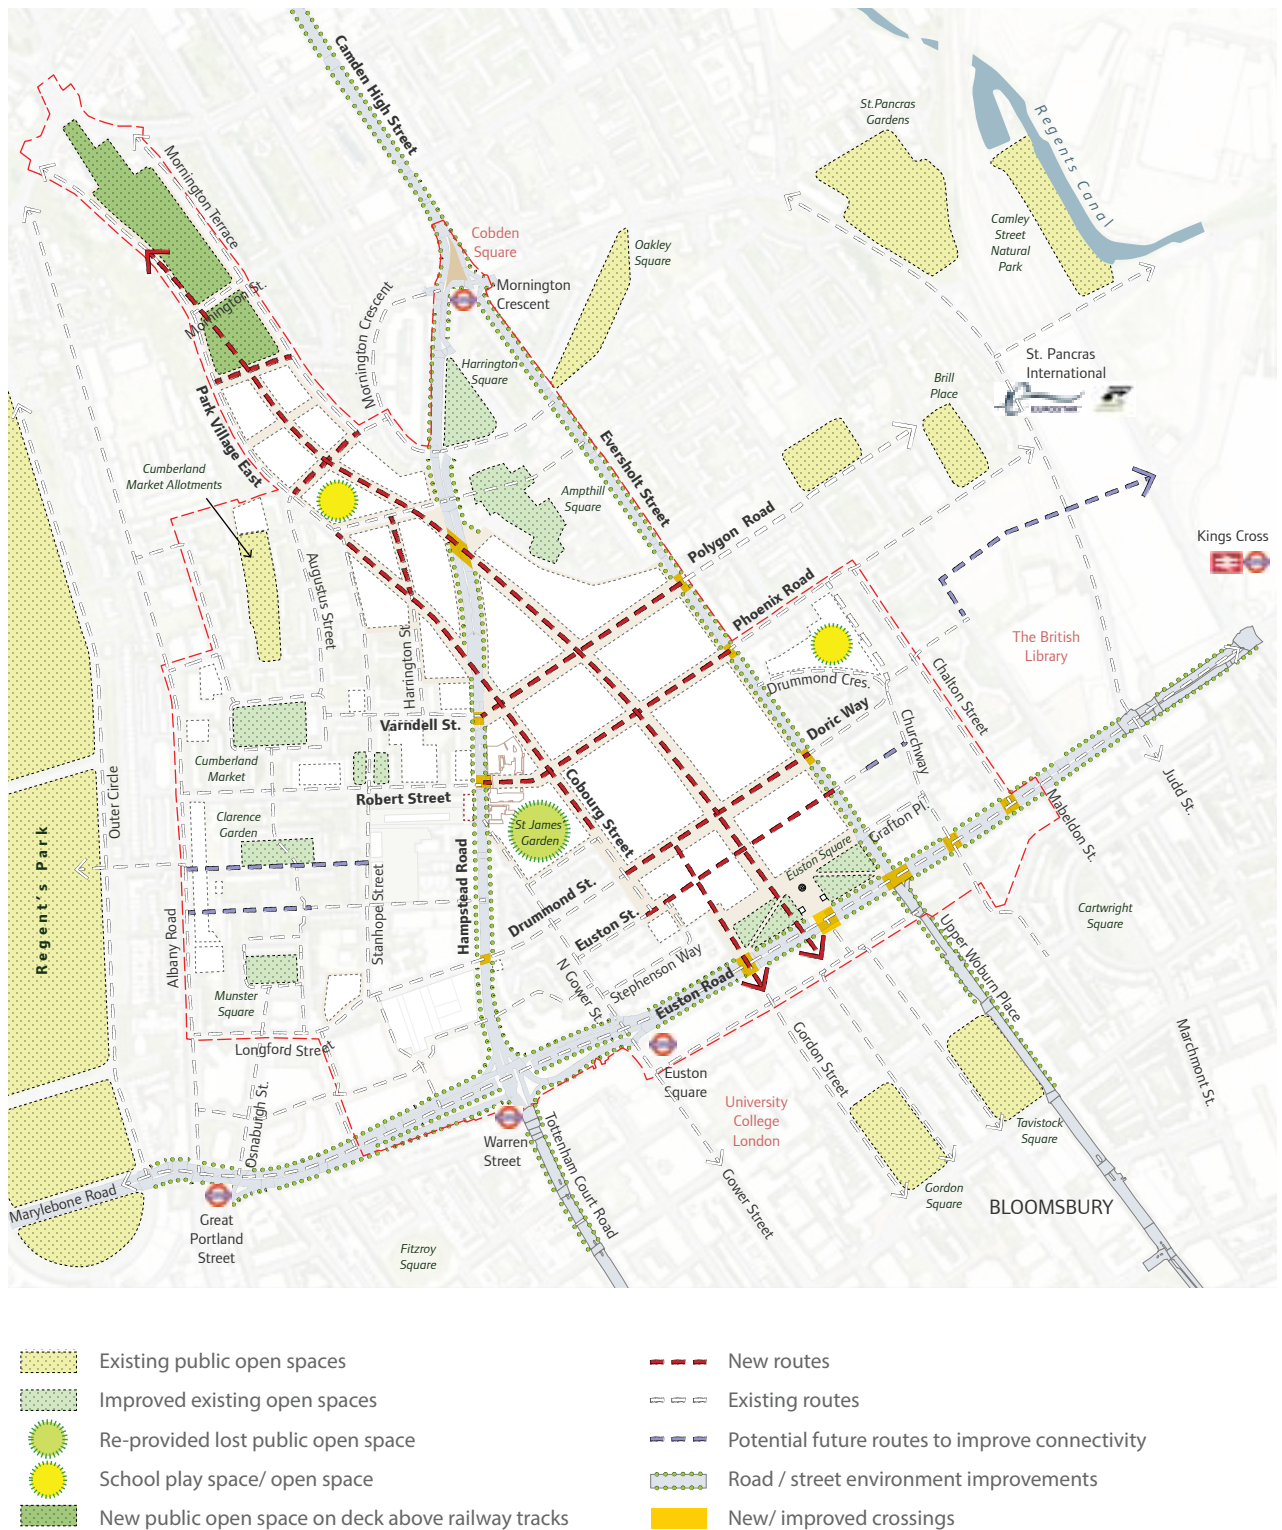 Camden High Street
St.Pancras
Gardens
Regents Canal
Mornington Terrace
Cobden
Square
Oakley
Square
Camley
Street
Natural
Park
Mornington
Crescent
Mornington St.
Mornington Crescent
Harrington
Square
St. Pancras
International
Brill
Place
Park Village East
Eversholt Street
Cumberland
Market Allotments
Ampthill
Square
Polygon Road
Kings Cross
Augustus Street
Phoenix Road
Harrington St.
The British
Library
Drummond Cres.
Chalton Street
Doric Way
Churchway
Varndell St.
Cumberland
Market
Outer Circle
Robert Street
Cobourg Street
Judd St.
Mabeldon St.
Clarence
Garden
St James
Garden
Grafton Pl.
Euston Square
Regent's Park
Hampstead Road
Stanhope Street
Albany Road
Drummond St.
Euston St.
Cartwright
Square
Upper Woburn Place
N Gower St.
Stephenson Way
Euston Road
Munster
Square
Longford Street
Gordon Street
Marchmont St.
Euston
Square
University
College
London
Osnaburgh St.
Warren
Street
Tottenham Court Road
Tavistock
Square
Gower Street
Gordon
Square
BLOOMSBURY
Marylebone Road
Great
Portland
Street
Fitzroy
Square
Existing public open spaces
Improved existing open spaces
Re-provided lost public open space
School play space/ open space
New public open space on deck above railway tracks
New routes
Existing routes
Potential future routes to improve connectivity
Road / street environment improvements
New/ improved crossings